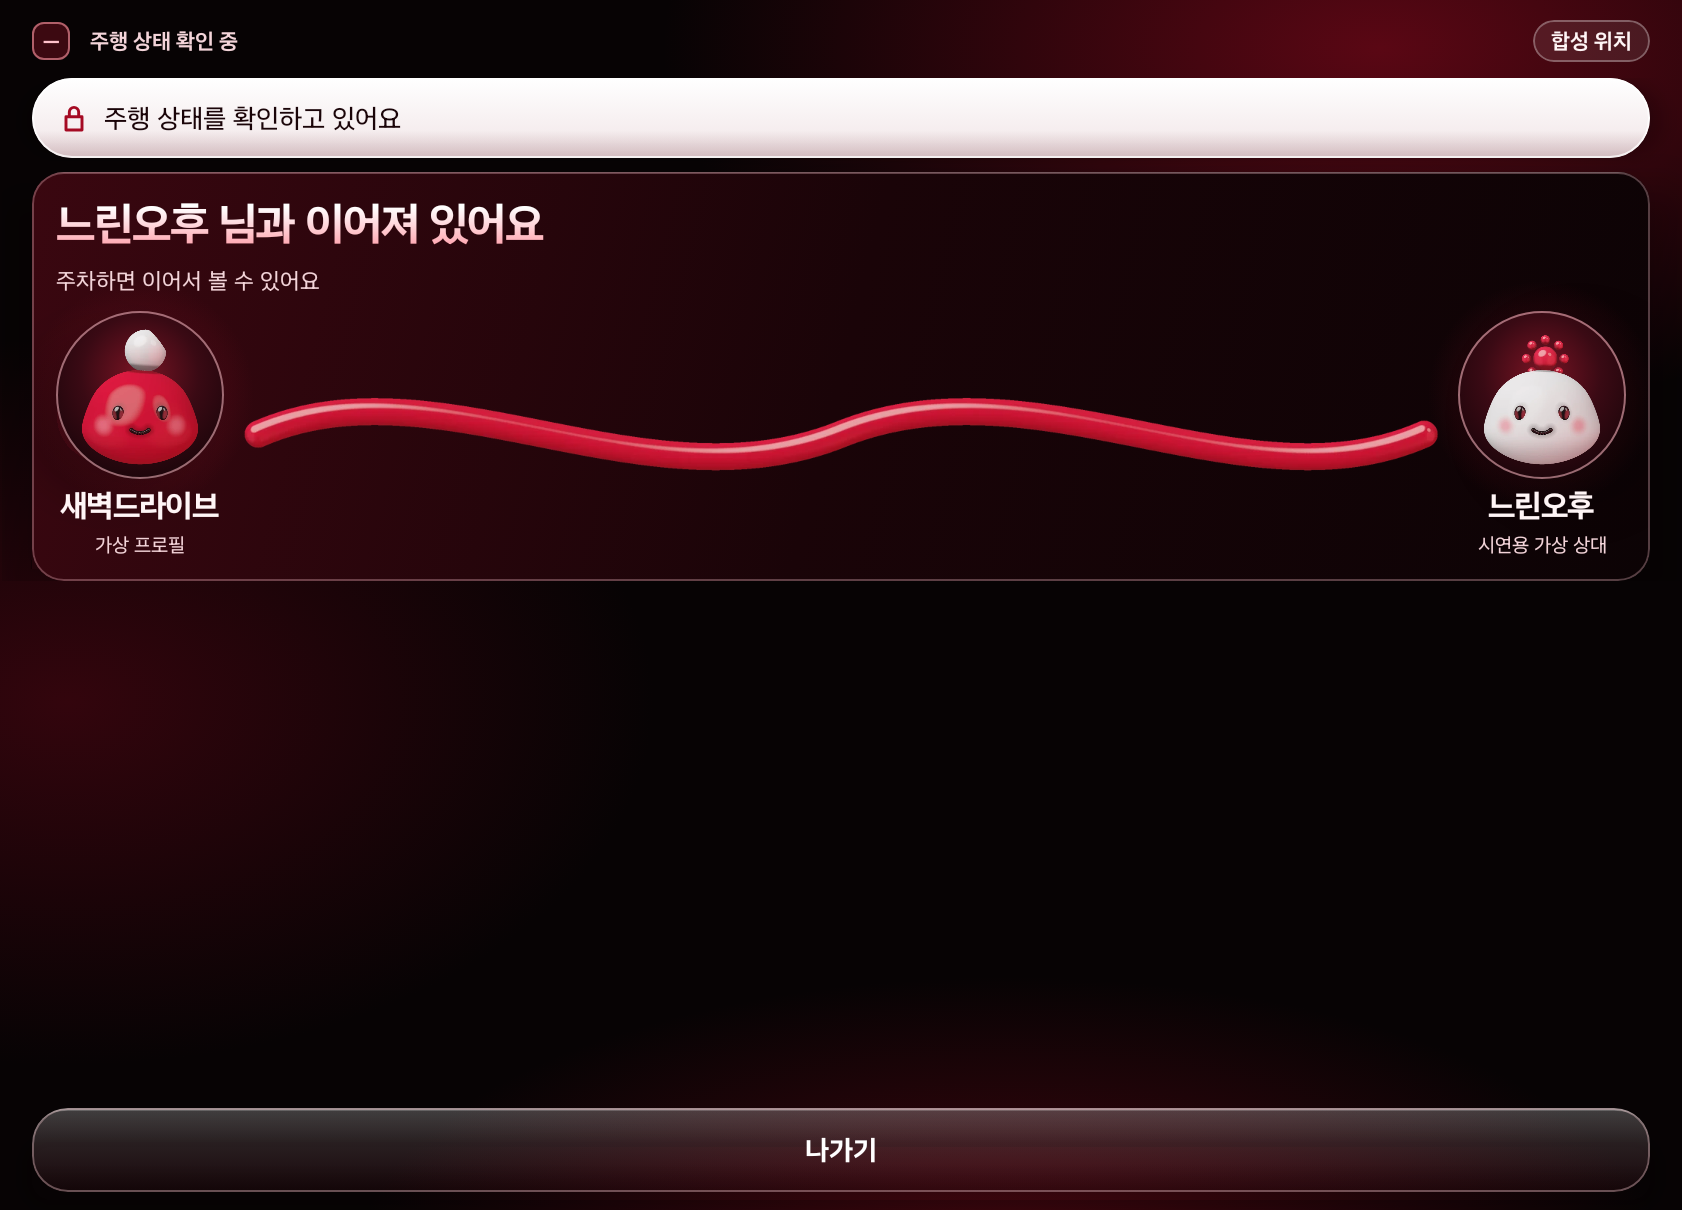 주행 상태 확인 중
합성 위치
주행 상태를 확인하고 있어요
느린오후 님과 이어져 있어요
주차하면 이어서 볼 수 있어요
새벽드라이브
가상 프로필
느린오후
시연용 가상 상대
나가기